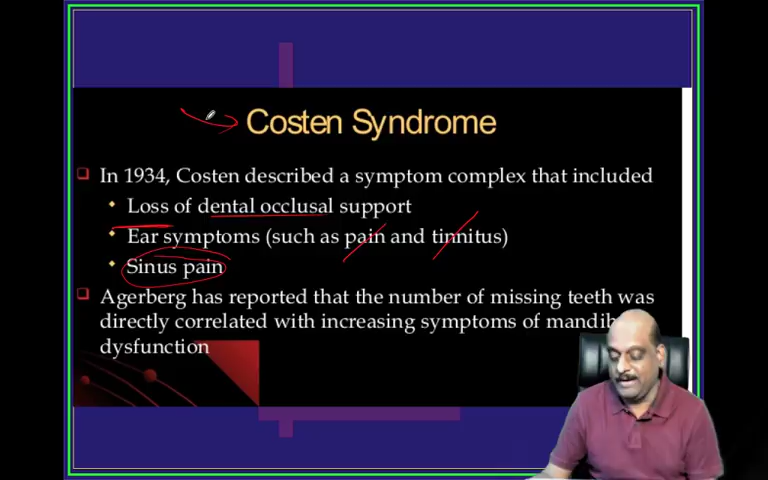 Costen Syndrome
In 1934, Costen described a symptom complex that included
Loss of dental occlusal support
Ear symptoms (such as pain and tinnitus)
Sinus pain
Agerberg has reported that the number of missing teeth was
directly correlated with increasing symptoms of
dysfunction